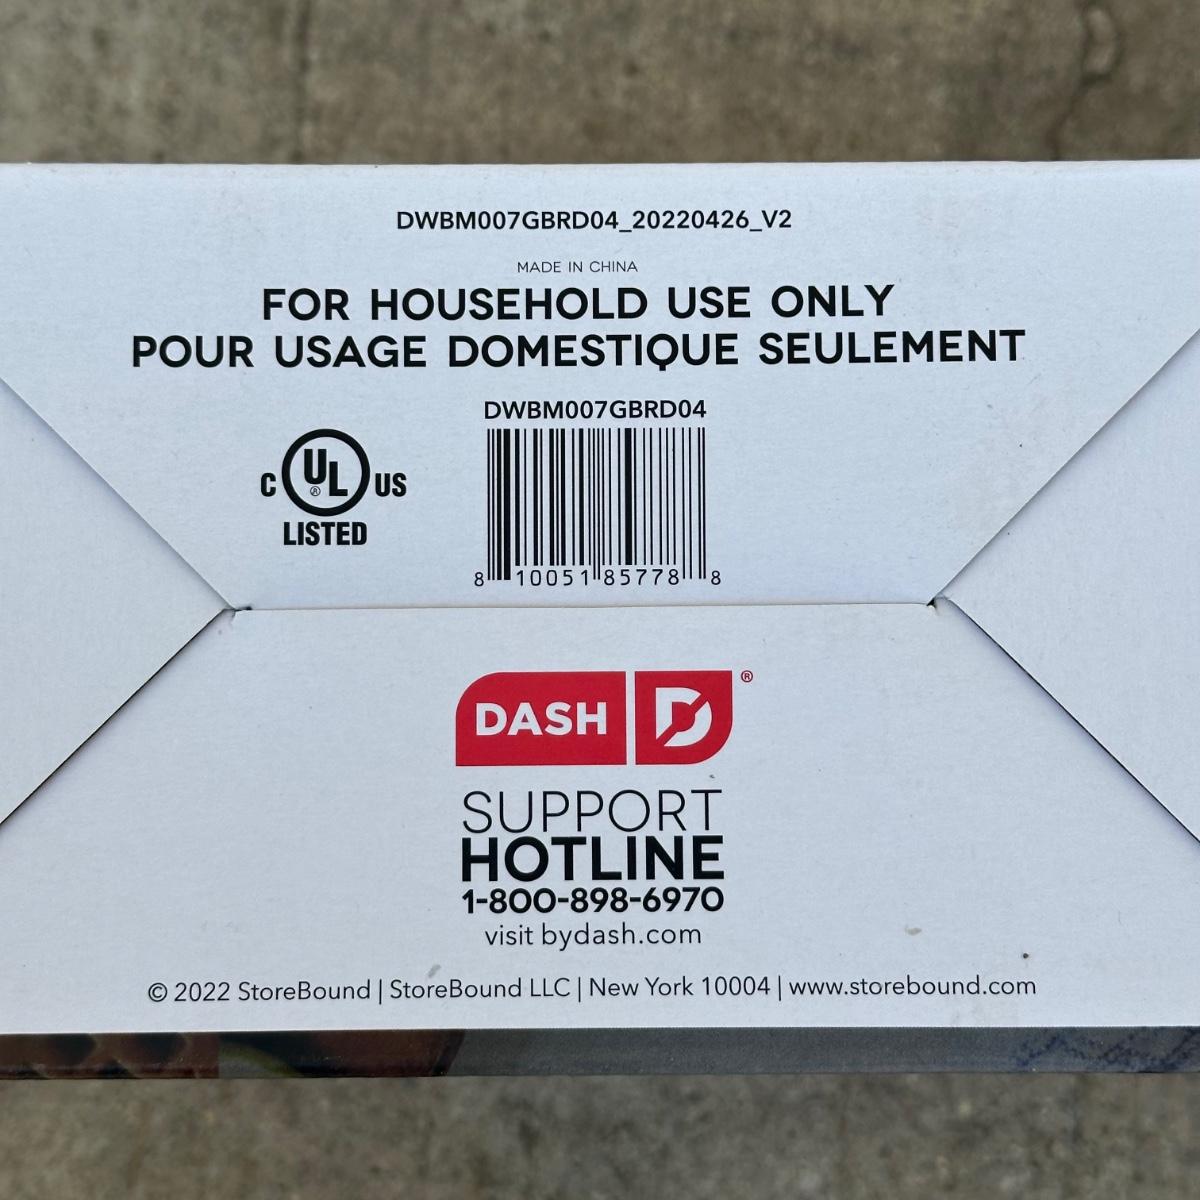 DWBM007GBRD04_20220426_V2
MADE IN CHINA
FOR HOUSEHOLD USE ONLY
POUR USAGE DOMESTIQUE SEULEMENT
DWBM007GBRD04
C UL® US
LISTED
8 10051 85778 8
DASH D®
SUPPORT
HOTLINE
1-800-898-6970
visit bydash.com
© 2022 StoreBound | StoreBound LLC | New York 10004 | www.storebound.com